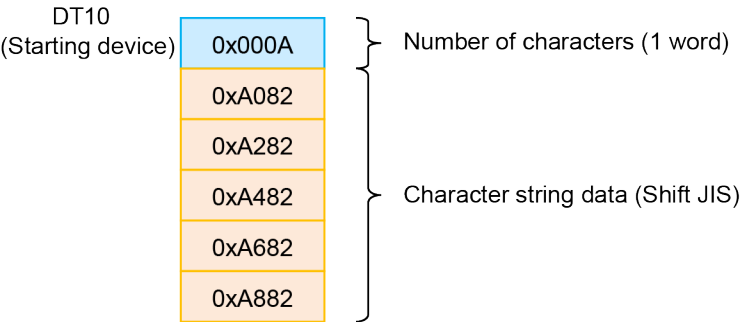 DT10
(Starting device)
0x000A
Number of characters (1 word)
0xA082
0xA282
0xA482
Character string data (Shift JIS)
0xA682
0xA882